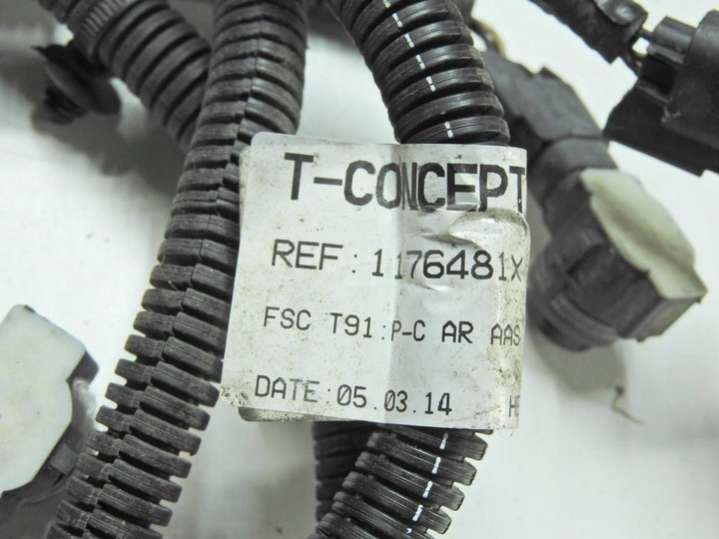 T-CONCEPT
REF: 1176481X
FSC T91:P-C AR AAS
DATE:05.03.14